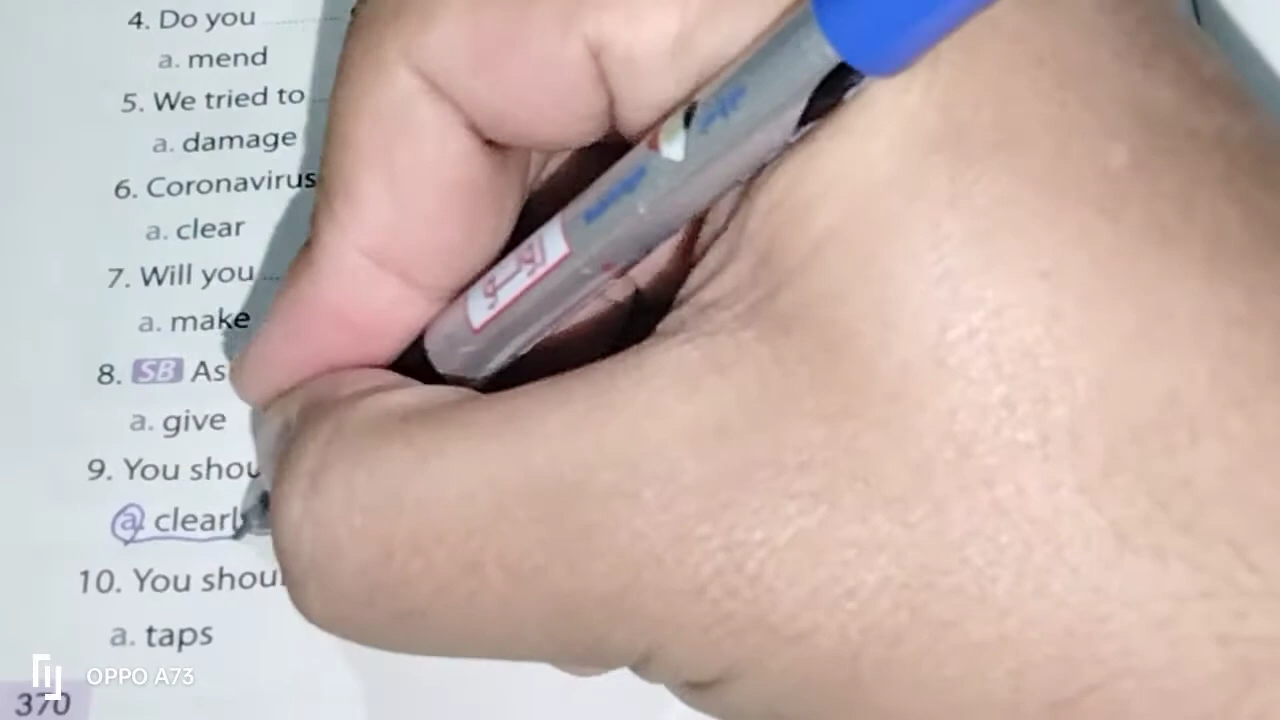 4. Do you ..........
a. mend
5. We tried to
a. damage
6. Coronavirus
a. clear
7. Will you ...
a. make
8. SB As
a. give
9. You shou
a. clearl
10. You shou
a. taps
OPPO A73
370